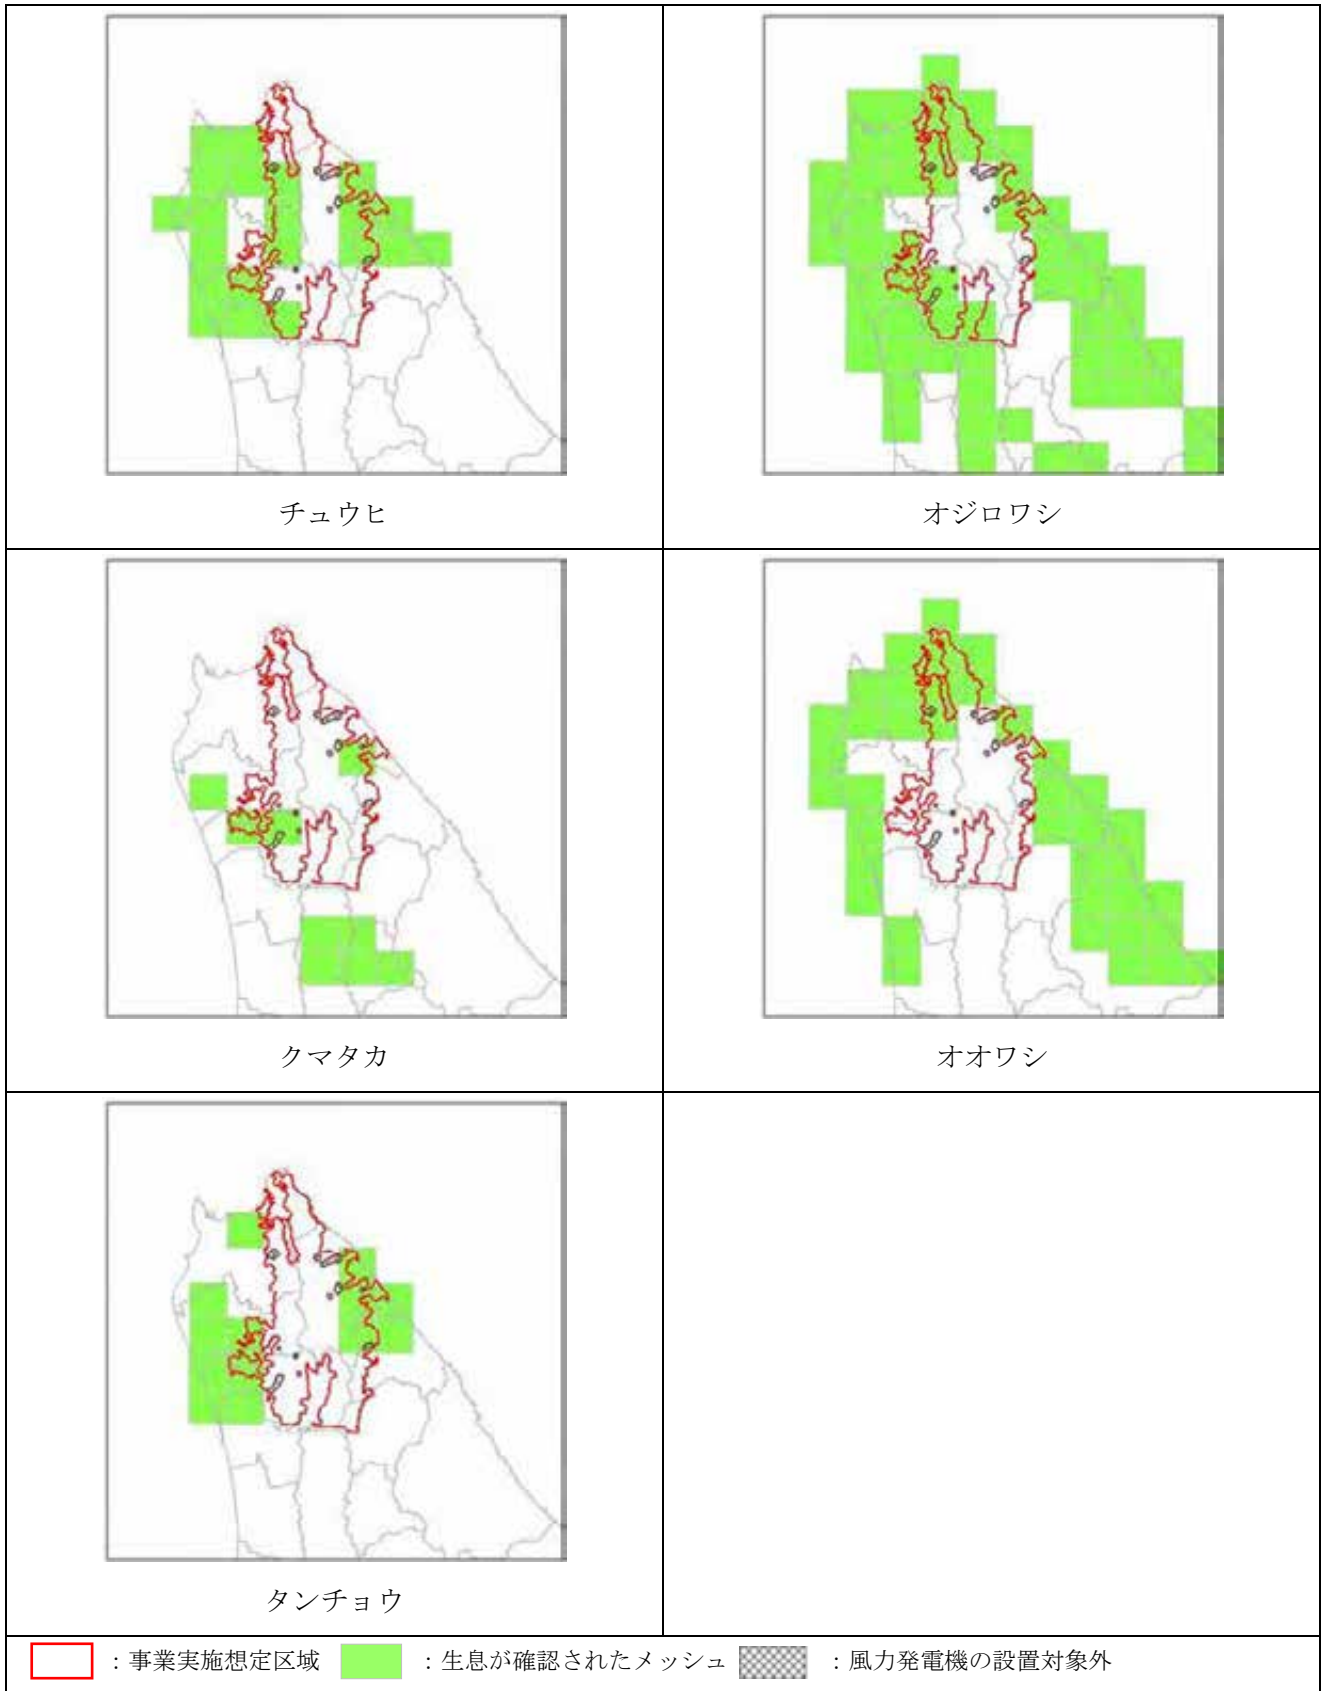 チュウヒ
オジロワシ
クマタカ
オオワシ
タンチョウ
：事業実施想定区域 ：生息が確認されたメッシュ ：風力発電機の設置対象外